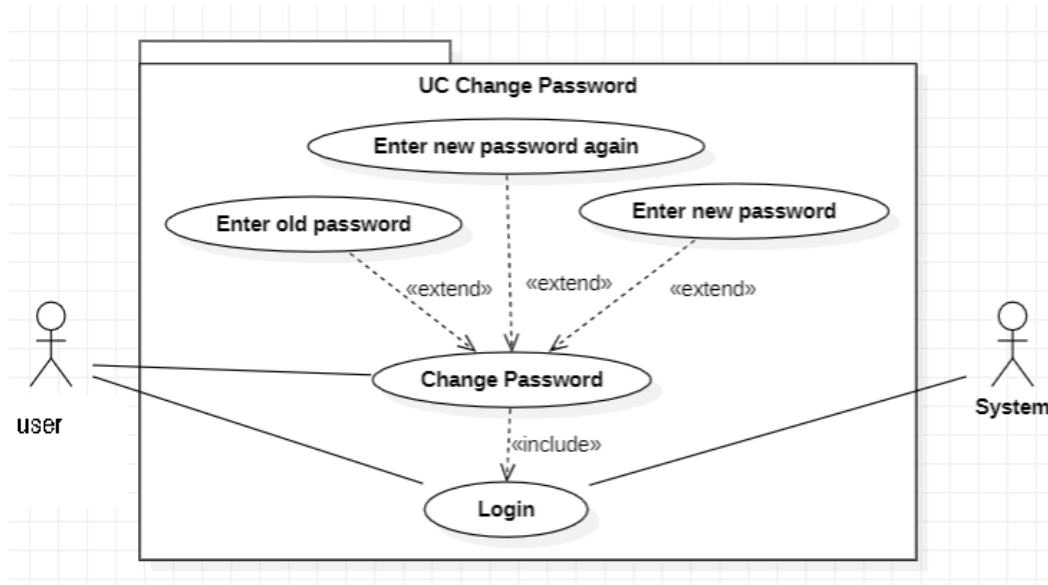 UC Change Password
Enter new password again
Enter old password
Enter new password
«extend»
«extend»
«extend»
Change Password
user
System
«include»
Login